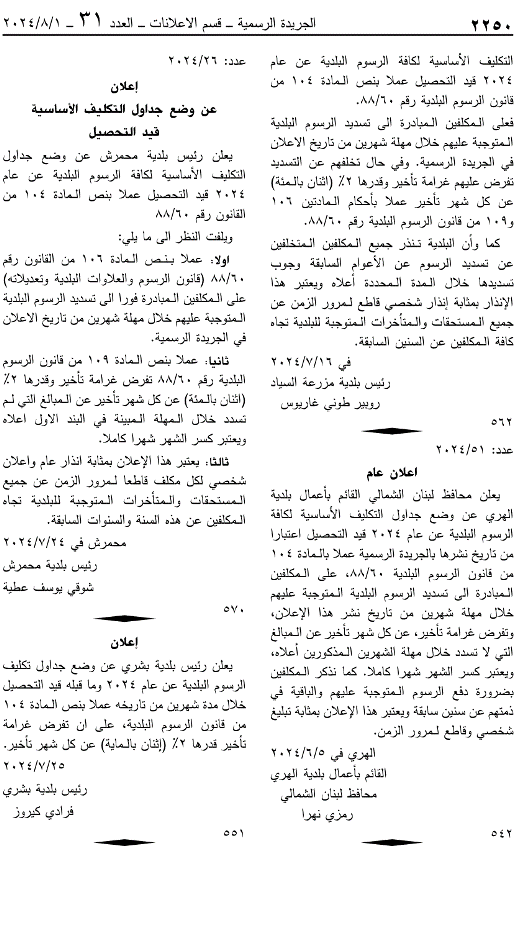 ٢٢٥٠
الجريدة الرسمية – قسم الاعلانات – العدد ٣١ – ٢٠٢٤/٨/١
التكليف الأساسية لكافة الرسوم البلدية عن عام
٢٠٢٤ قيد التحصيل عملا بنص المادة ١٠٤ من
قانون الرسوم البلدية رقم ٨٨/٦٠.
فعلى المكلفين المبادرة الى تسديد الرسوم البلدية
المتوجبة عليهم خلال مهلة شهرين من تاريخ الاعلان
في الجريدة الرسمية. وفي حال تخلفهم عن التسديد
تفرض عليهم غرامة تأخير وقدرها ٢٪ (اثنان بالمئة)
عن كل شهر تأخير عملا بأحكام المادتين ١٠٦
و١٠٩ من قانون الرسوم البلدية رقم ٨٨/٦٠.
كما وأن البلدية تنذر جميع المكلفين المتخلفين
عن تسديد الرسوم عن الأعوام السابقة وجوب
تسديدها خلال المدة المحددة أعلاه ويعتبر هذا
الإنذار بمثابة إنذار شخصي قاطع لمرور الزمن عن
جميع المستحقات والمتأخرات المتوجبة للبلدية تجاه
كافة المكلفين عن السنين السابقة.
في ٢٠٢٤/٧/١٦
رئيس بلدية مزرعة السياد
روبير طوني غاريوس
٥٦٢
عدد: ٢٠٢٤/٥١
اعلان عام
يعلن محافظ لبنان الشمالي القائم بأعمال بلدية
الهري عن وضع جداول التكليف الأساسية لكافة
الرسوم البلدية عن عام ٢٠٢٤ قيد التحصيل اعتبارا
من تاريخ نشرها بالجريدة الرسمية عملا بالمادة ١٠٤
من قانون الرسوم البلدية ٨٨/٦٠، على المكلفين
المبادرة الى تسديد الرسوم البلدية المتوجبة عليهم
خلال مهلة شهرين من تاريخ نشر هذا الإعلان،
وتفرض غرامة تأخير، عن كل شهر تأخير عن المبالغ
التي لا تسدد خلال مهلة الشهرين المذكورين أعلاه،
ويعتبر كسر الشهر شهرا كاملا. كما نذكر المكلفين
بضرورة دفع الرسوم المتوجبة عليهم والباقية في
ذمتهم عن سنين سابقة ويعتبر هذا الإعلان بمثابة تبليغ
شخصي وقاطع لمرور الزمن.
الهري في ٢٠٢٤/٦/٥
القائم بأعمال بلدية الهري
محافظ لبنان الشمالي
رمزي نهرا
٥٤٢
عدد: ٢٠٢٤/٢٦
إعلان
عن وضع جداول التكليف الأساسية
قيد التحصيل
يعلن رئيس بلدية محمرش عن وضع جداول
التكليف الأساسية لكافة الرسوم البلدية عن عام
٢٠٢٤ قيد التحصيل عملا بنص المادة ١٠٤ من
القانون رقم ٨٨/٦٠
ويلفت النظر الى ما يلي:
اولا: عملا بنص المادة ١٠٦ من القانون رقم
٨٨/٦٠ (قانون الرسوم والعلاوات البلدية وتعديلاته)
على المكلفين المبادرة فورا الى تسديد الرسوم البلدية
المتوجبة عليهم خلال مهلة شهرين من تاريخ الاعلان
في الجريدة الرسمية.
ثانيا: عملا بنص المادة ١٠٩ من قانون الرسوم
البلدية رقم ٨٨/٦٠ تفرض غرامة تأخير وقدرها ٢٪
(اثنان بالمئة) عن كل شهر تأخير عن المبالغ التي لم
تسدد خلال المهلة المبينة في البند الاول اعلاه
ويعتبر كسر الشهر شهرا كاملا.
ثالثا: يعتبر هذا الإعلان بمثابة انذار عام واعلان
شخصي لكل مكلف قاطعا لمرور الزمن عن جميع
المستحقات والمتأخرات المتوجبة للبلدية تجاه
المكلفين عن هذه السنة والسنوات السابقة.
محمرش في ٢٠٢٤/٧/٢٤
رئيس بلدية محمرش
شوقي يوسف عطية
٥٧٠
إعلان
يعلن رئيس بلدية بشري عن وضع جداول تكليف
الرسوم البلدية عن عام ٢٠٢٤ وما قبله قيد التحصيل
خلال مدة شهرين من تاريخه عملا بنص المادة ١٠٤
من قانون الرسوم البلدية، على ان تفرض غرامة
تأخير قدرها ٢٪ (إثنان بالماية) عن كل شهر تأخير.
٢٠٢٤/٧/٢٥
رئيس بلدية بشري
فرادي كيروز
٥٥١